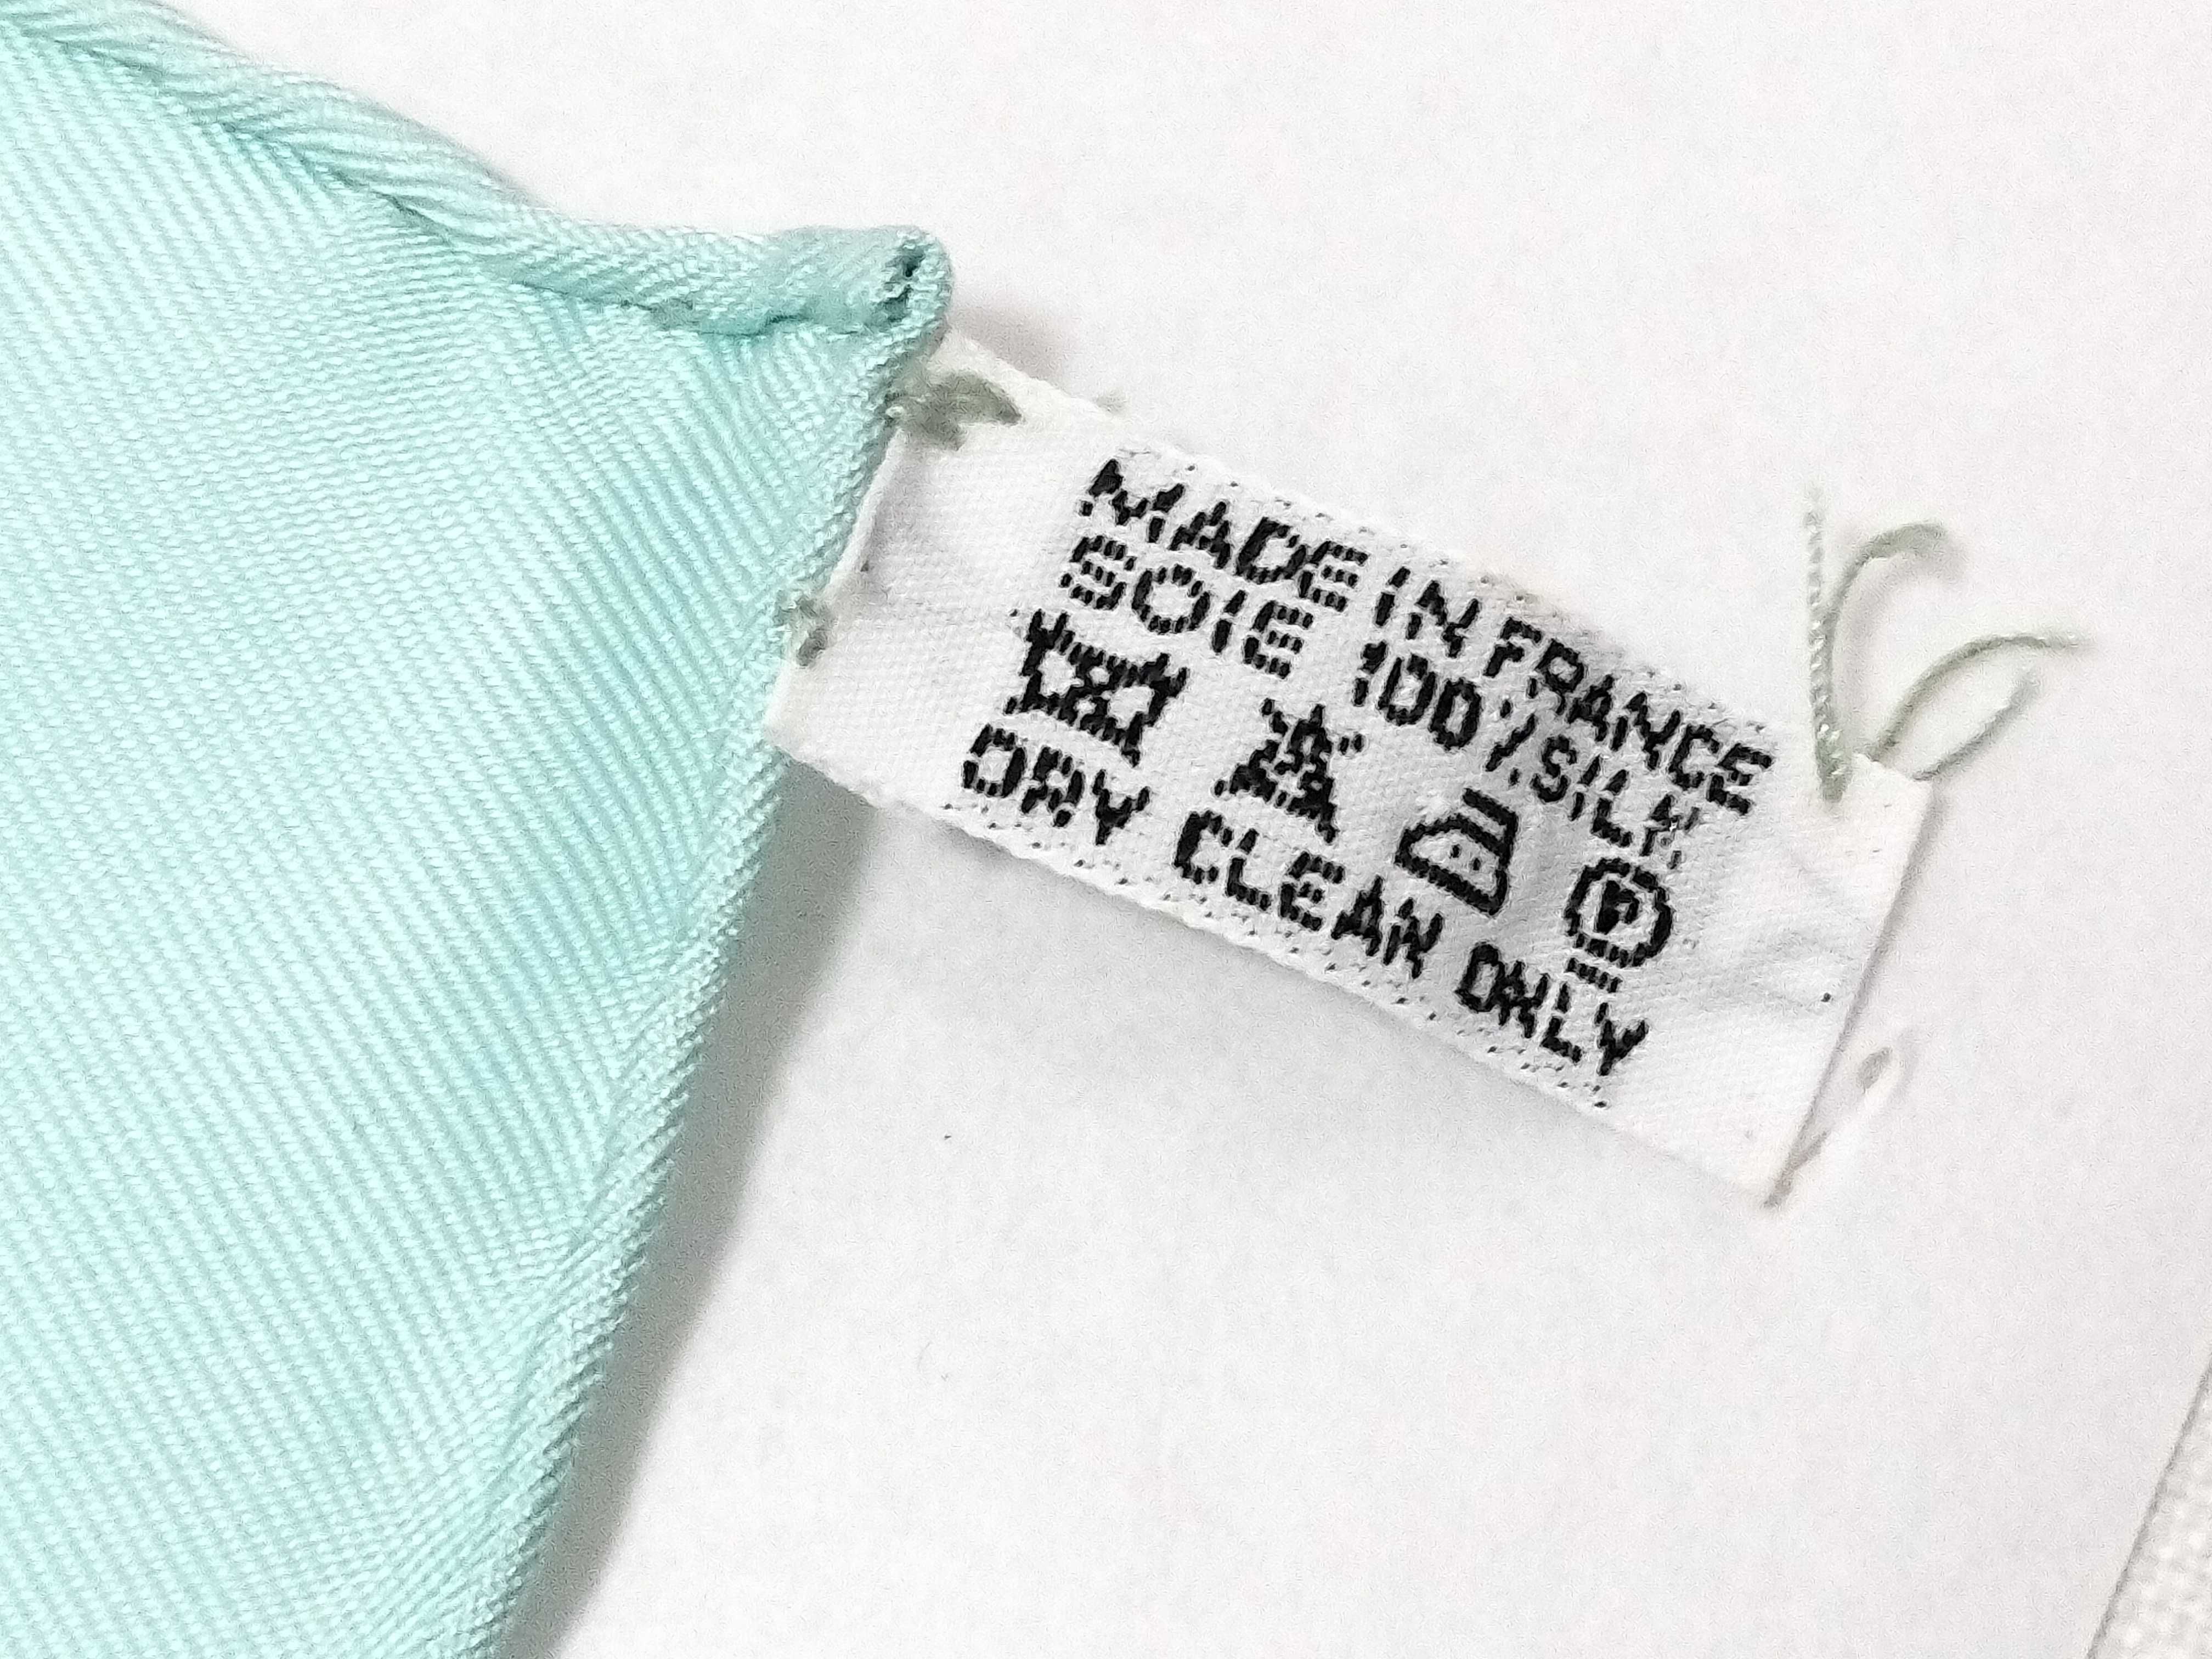 MADE IN FRANCE
SOIE 100% SILK
P
DRY CLEAN ONLY